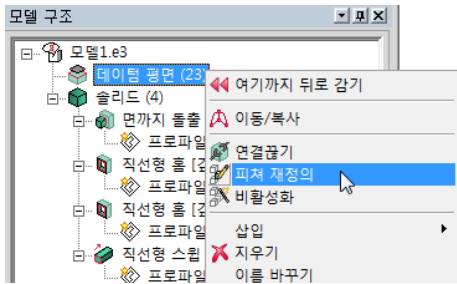 모델 구조
모델1.e3
데이텀 평면 (23)
여기까지 뒤로 감기
솔리드 (4)
이동/복사
면까지 돌출
프로파일
연결끊기
직선형 홈 [
피쳐 재정의
프로파일
비활성화
직선형 홈 [
프로파일
삽입
직선형 스윕
지우기
프로파일
이름 바꾸기